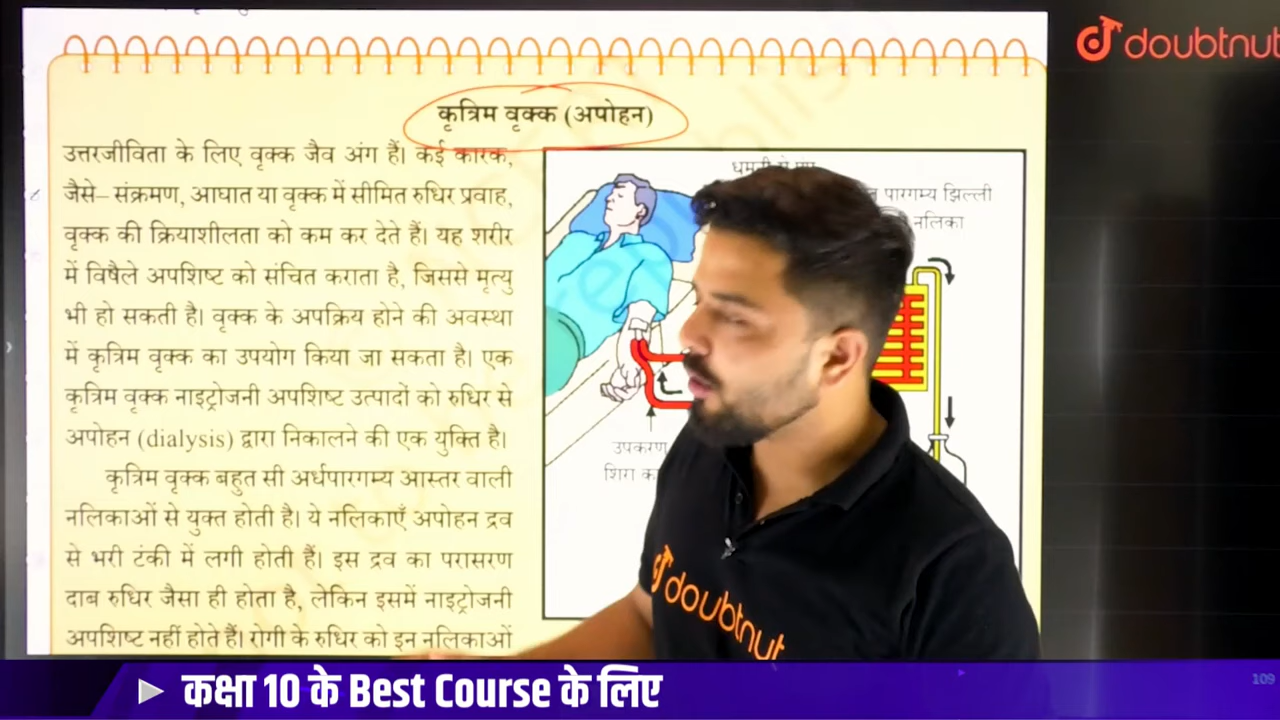 doubtnut
कृत्रिम वृक्क (अपोहन)
उत्तरजीविता के लिए वृक्क जैव अंग हैं। कई कारक,
जैसे– संक्रमण, आघात या वृक्क में सीमित रुधिर प्रवाह,
वृक्क की क्रियाशीलता को कम कर देते हैं। यह शरीर
में विषैले अपशिष्ट को संचित कराता है, जिससे मृत्यु
भी हो सकती है। वृक्क के अपक्रिय होने की अवस्था
में कृत्रिम वृक्क का उपयोग किया जा सकता है। एक
कृत्रिम वृक्क नाइट्रोजनी अपशिष्ट उत्पादों को रुधिर से
अपोहन (dialysis) द्वारा निकालने की एक युक्ति है।
कृत्रिम वृक्क बहुत सी अर्धपारगम्य आस्तर वाली
नलिकाओं से युक्त होती है। ये नलिकाएँ अपोहन द्रव
से भरी टंकी में लगी होती हैं। इस द्रव का परासरण
दाब रुधिर जैसा ही होता है, लेकिन इसमें नाइट्रोजनी
अपशिष्ट नहीं होते हैं। रोगी के रुधिर को इन नलिकाओं
धमनी से
पारगम्य झिल्ली
नलिका
उपकरण
शिरा
doubtnut
कक्षा 10 के Best Course के लिए
109